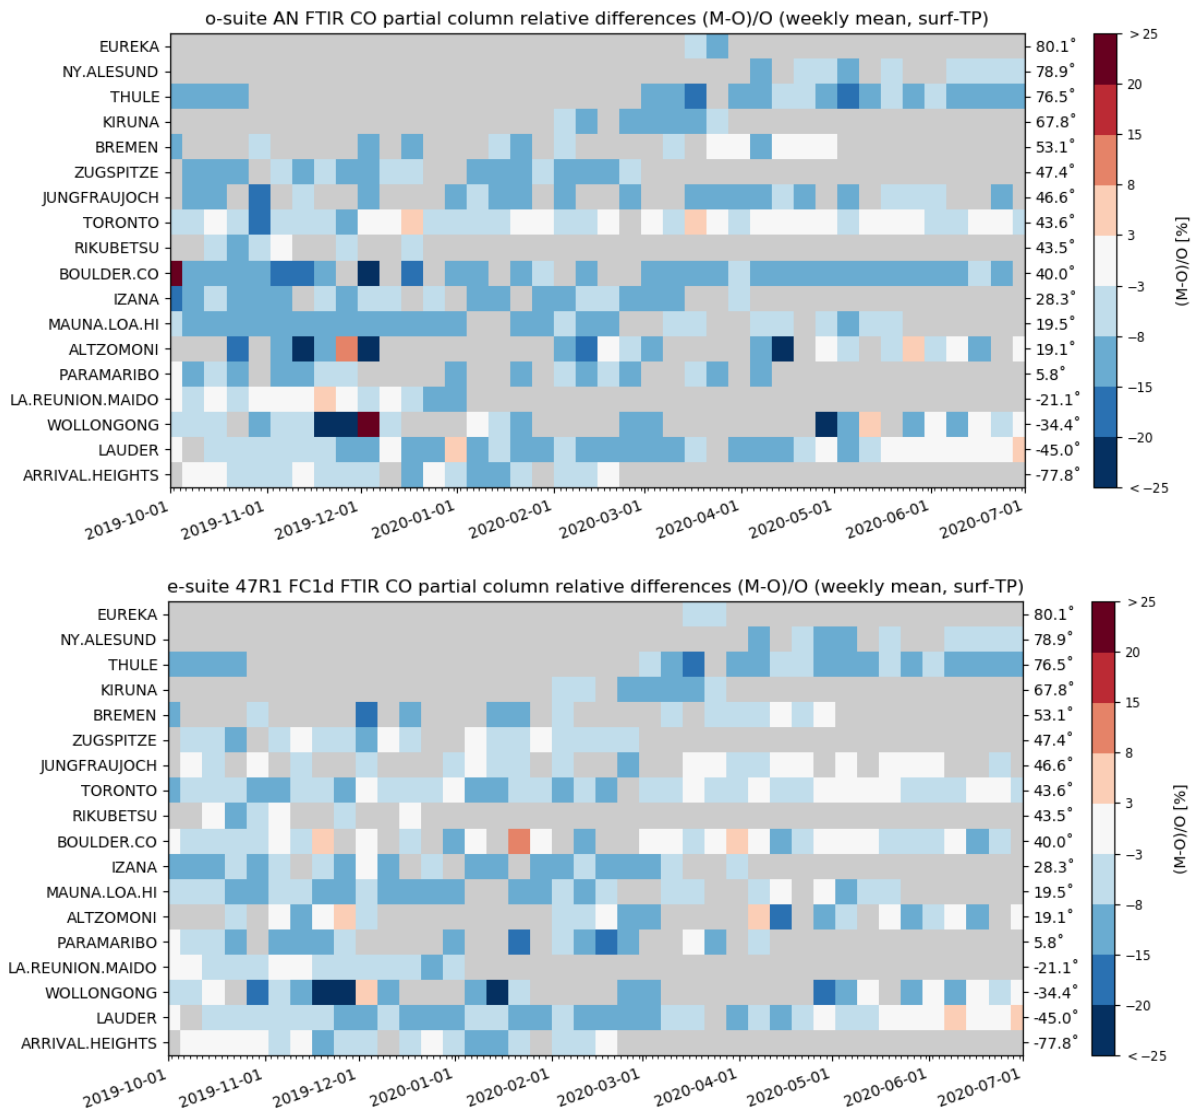 o-suite AN FTIR CO partial column relative differences (M-O)/O (weekly mean, surf-TP)
EUREKA 80.1˚
NY.ALESUND 78.9˚
THULE 76.5˚
KIRUNA 67.8˚
BREMEN 53.1˚
ZUGSPITZE 47.4˚
JUNGFRAUJOCH 46.6˚
TORONTO 43.6˚
RIKUBETSU 43.5˚
BOULDER.CO 40.0˚
IZANA 28.3˚
MAUNA.LOA.HI 19.5˚
ALTZOMONI 19.1˚
PARAMARIBO 5.8˚
LA.REUNION.MAIDO -21.1˚
WOLLONGONG -34.4˚
LAUDER -45.0˚
ARRIVAL.HEIGHTS -77.8˚
2019-10-01 2019-11-01 2019-12-01 2020-01-01 2020-02-01 2020-03-01 2020-04-01 2020-05-01 2020-06-01 2020-07-01
>25
20
15
8
3
−3
−8
−15
−20
<−25
(M-O)/O [%]
e-suite 47R1 FC1d FTIR CO partial column relative differences (M-O)/O (weekly mean, surf-TP)
EUREKA 80.1˚
NY.ALESUND 78.9˚
THULE 76.5˚
KIRUNA 67.8˚
BREMEN 53.1˚
ZUGSPITZE 47.4˚
JUNGFRAUJOCH 46.6˚
TORONTO 43.6˚
RIKUBETSU 43.5˚
BOULDER.CO 40.0˚
IZANA 28.3˚
MAUNA.LOA.HI 19.5˚
ALTZOMONI 19.1˚
PARAMARIBO 5.8˚
LA.REUNION.MAIDO -21.1˚
WOLLONGONG -34.4˚
LAUDER -45.0˚
ARRIVAL.HEIGHTS -77.8˚
2019-10-01 2019-11-01 2019-12-01 2020-01-01 2020-02-01 2020-03-01 2020-04-01 2020-05-01 2020-06-01 2020-07-01
>25
20
15
8
3
−3
−8
−15
−20
<−25
(M-O)/O [%]